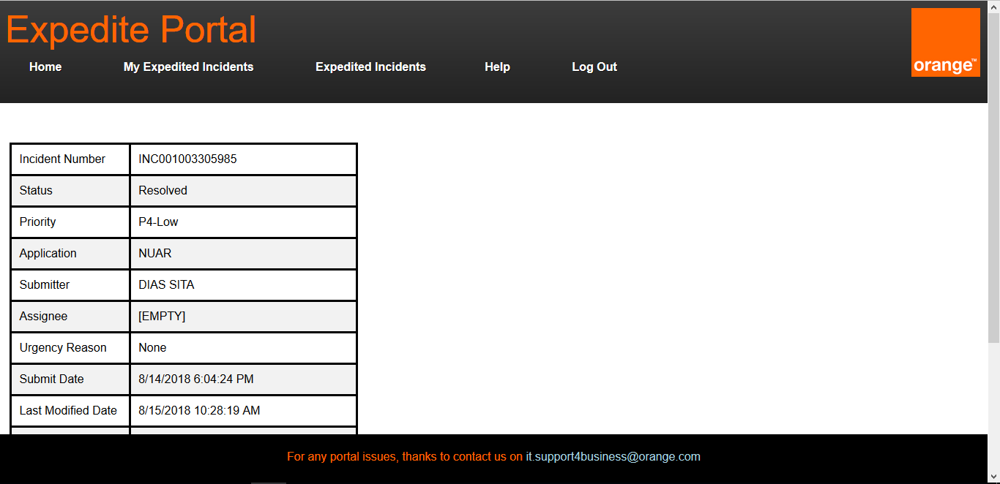 Expedite Portal
Home My Expedited Incidents Expedited Incidents Help Log Out
orange™
Incident Number INC001003305985
Status Resolved
Priority P4-Low
Application NUAR
Submitter DIAS SITA
Assignee [EMPTY]
Urgency Reason None
Submit Date 8/14/2018 6:04:24 PM
Last Modified Date 8/15/2018 10:28:19 AM
For any portal issues, thanks to contact us on it.support4business@orange.com